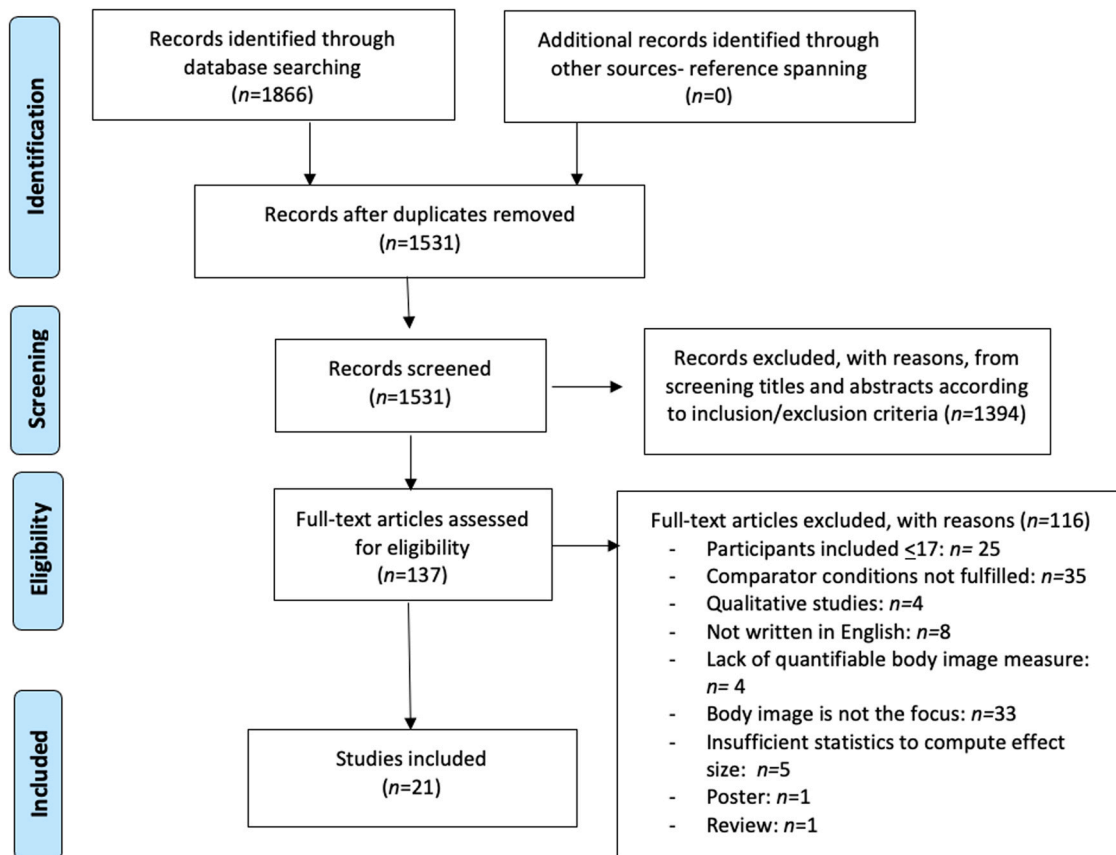 Identification
Records identified through
database searching
(n=1866)
Additional records identified through
other sources- reference spanning
(n=0)
Records after duplicates removed
(n=1531)
Screening
Records screened
(n=1531)
Records excluded, with reasons, from
screening titles and abstracts according
to inclusion/exclusion criteria (n=1394)
Eligibility
Full-text articles assessed
for eligibility
(n=137)
Full-text articles excluded, with reasons (n=116)
- Participants included ≤17: n= 25
- Comparator conditions not fulfilled: n=35
- Qualitative studies: n=4
- Not written in English: n=8
- Lack of quantifiable body image measure:
n= 4
- Body image is not the focus: n=33
- Insufficient statistics to compute effect
size: n=5
- Poster: n=1
- Review: n=1
Included
Studies included
(n=21)